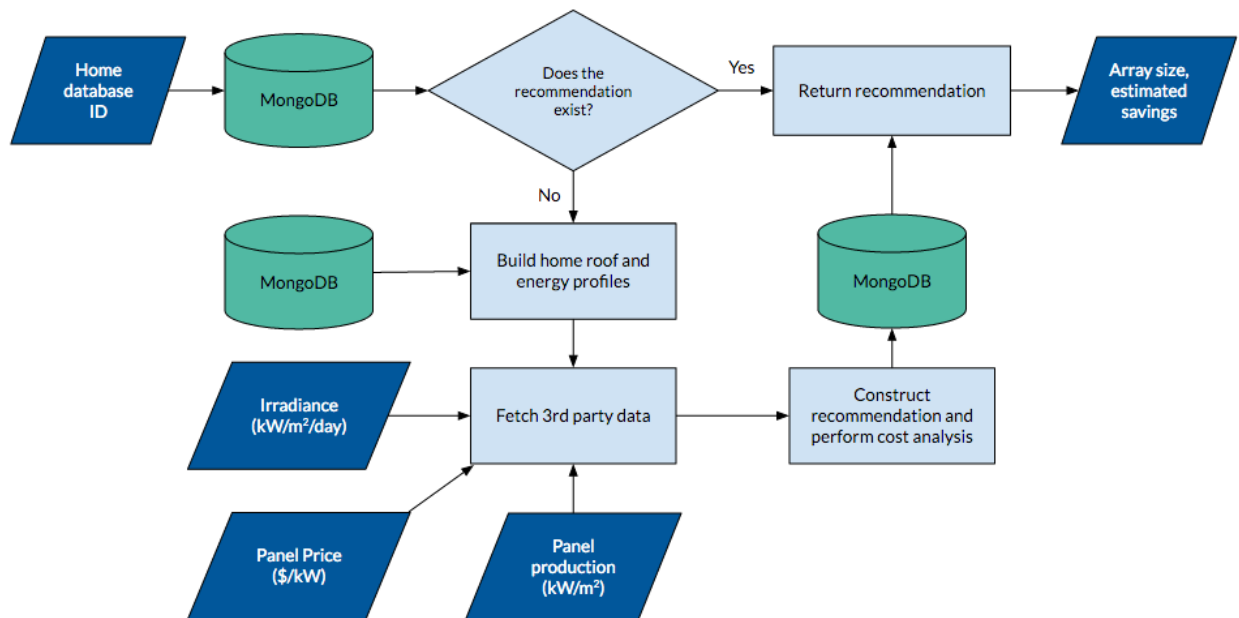 Home
database
ID
MongoDB
Does the
recommendation
exist?
Yes
Return recommendation
Array size,
estimated
savings
No
MongoDB
Build home roof and
energy profiles
MongoDB
Irradiance
(kW/m²/day)
Fetch 3rd party data
Construct
recommendation and
perform cost analysis
Panel Price
($/kW)
Panel
production
(kW/m²)